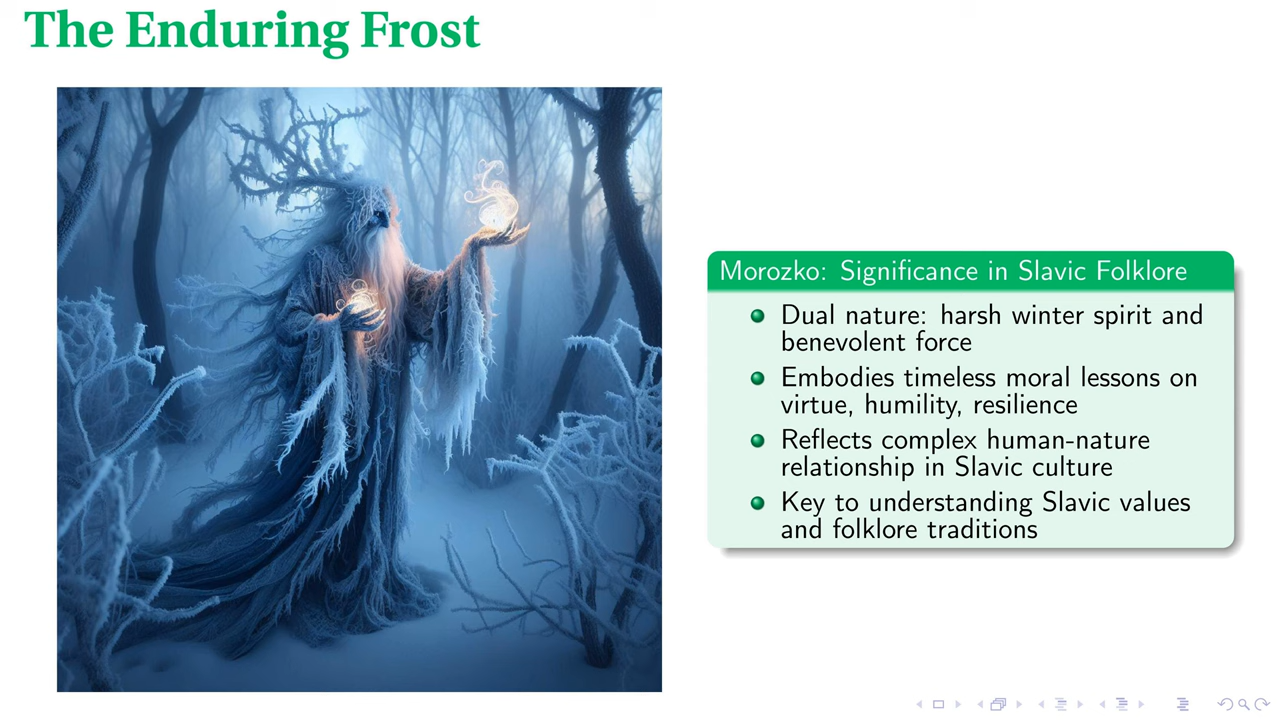 The Enduring Frost
Morozko: Significance in Slavic Folklore
Dual nature: harsh winter spirit and
benevolent force
Embodies timeless moral lessons on
virtue, humility, resilience
Reflects complex human-nature
relationship in Slavic culture
Key to understanding Slavic values
and folklore traditions